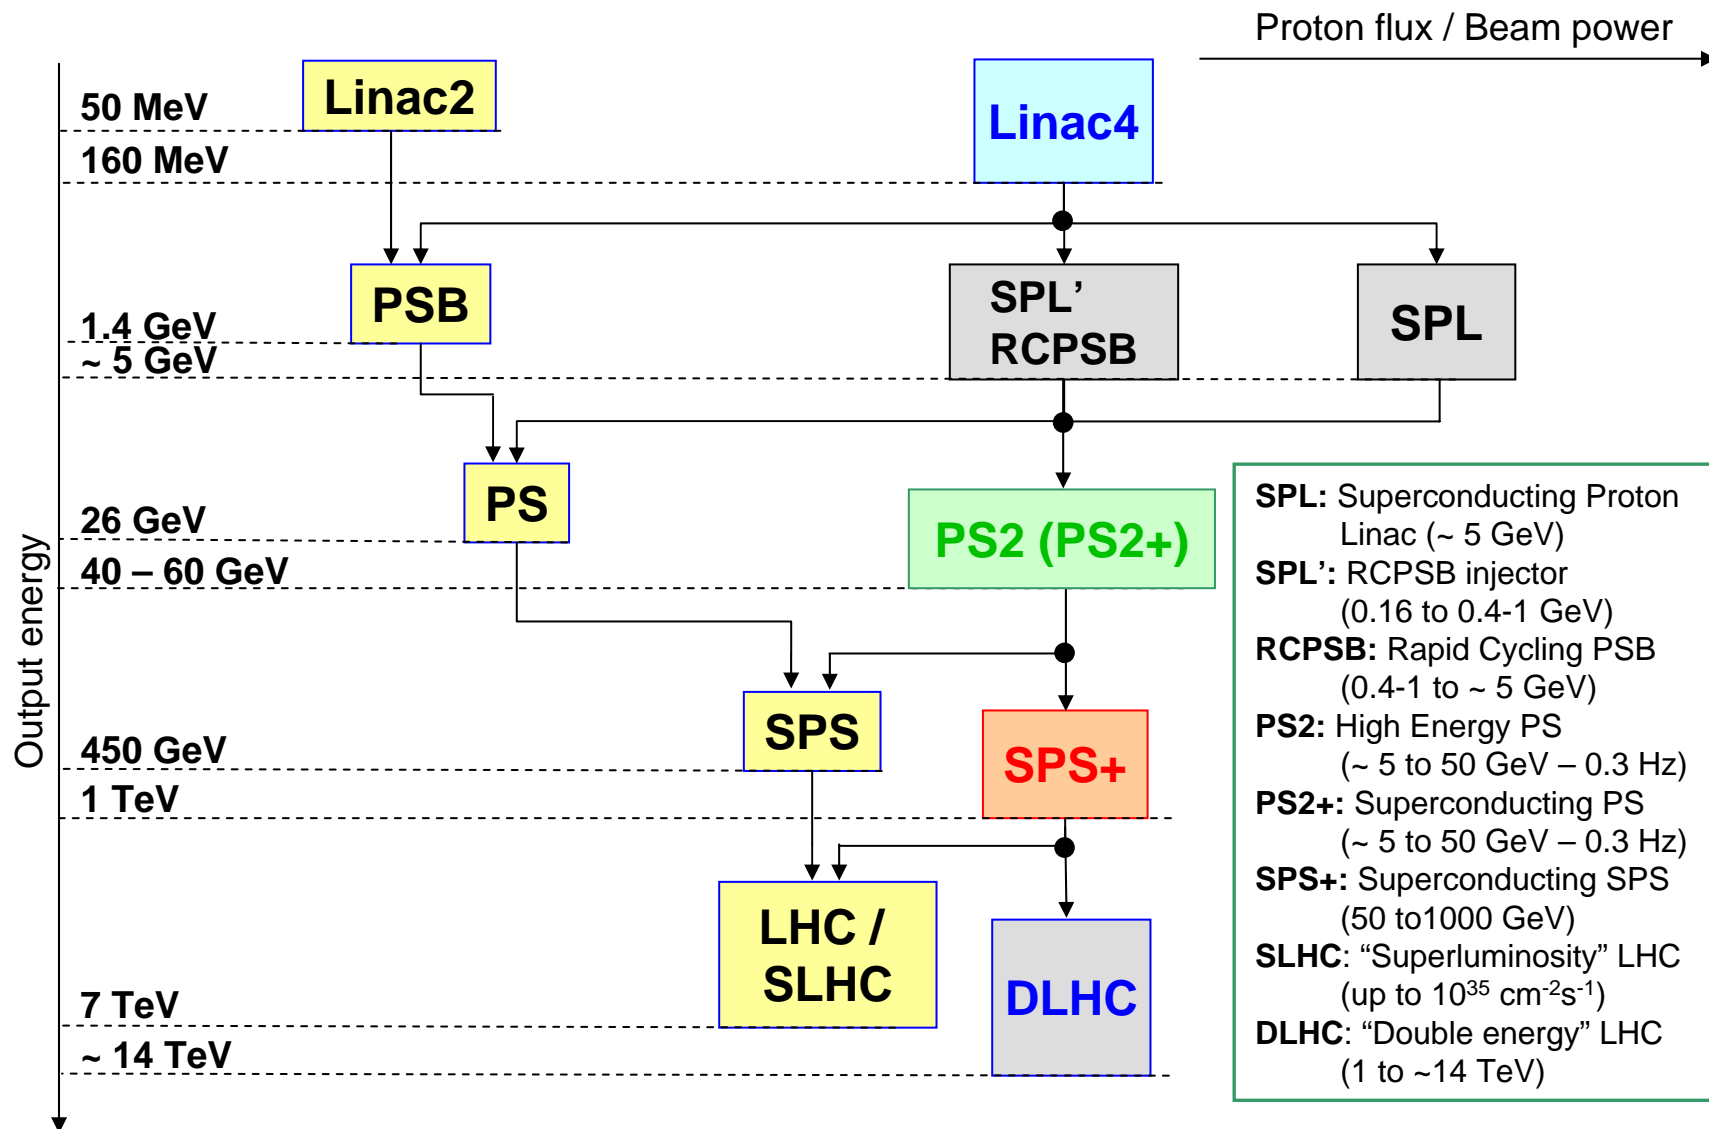 Proton flux / Beam power
Linac2
Linac4
50 MeV
160 MeV
PSB
SPL’
RCPSB
SPL
1.4 GeV
~ 5 GeV
PS
PS2 (PS2+)
26 GeV
40 – 60 GeV
Output energy
SPS
SPS+
450 GeV
1 TeV
LHC /
SLHC
DLHC
7 TeV
~ 14 TeV
SPL: Superconducting Proton
Linac (~ 5 GeV)
SPL’: RCPSB injector
(0.16 to 0.4-1 GeV)
RCPSB: Rapid Cycling PSB
(0.4-1 to ~ 5 GeV)
PS2: High Energy PS
(~ 5 to 50 GeV – 0.3 Hz)
PS2+: Superconducting PS
(~ 5 to 50 GeV – 0.3 Hz)
SPS+: Superconducting SPS
(50 to1000 GeV)
SLHC: “Superluminosity” LHC
(up to 10³⁵ cm⁻²s⁻¹)
DLHC: “Double energy” LHC
(1 to ~14 TeV)